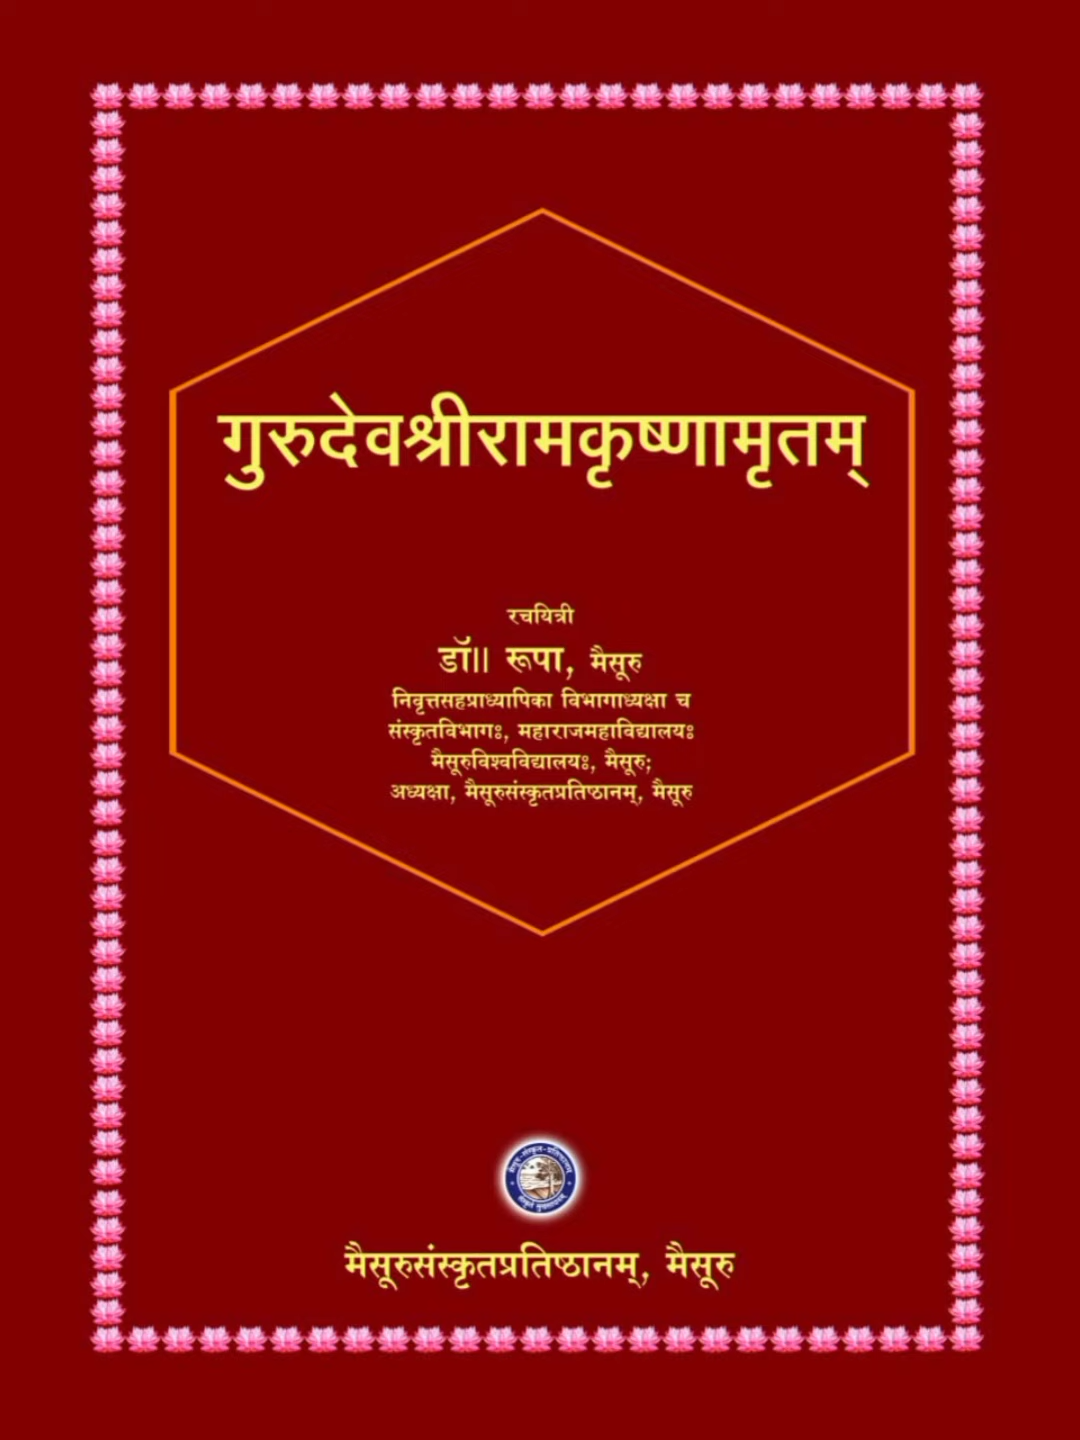 गुरुदेवश्रीरामकृष्णामृतम्
रचयित्री
डॉ॥ रूपा, मैसूरु
निवृत्तसहप्राध्यापिका विभागाध्यक्षा च
संस्कृतविभागः, महाराजमहाविद्यालयः
मैसूरुविश्वविद्यालयः, मैसूरु;
अध्यक्षा, मैसूरुसंस्कृतप्रतिष्ठानम्, मैसूरु
मैसूरुसंस्कृतप्रतिष्ठानम्, मैसूरु